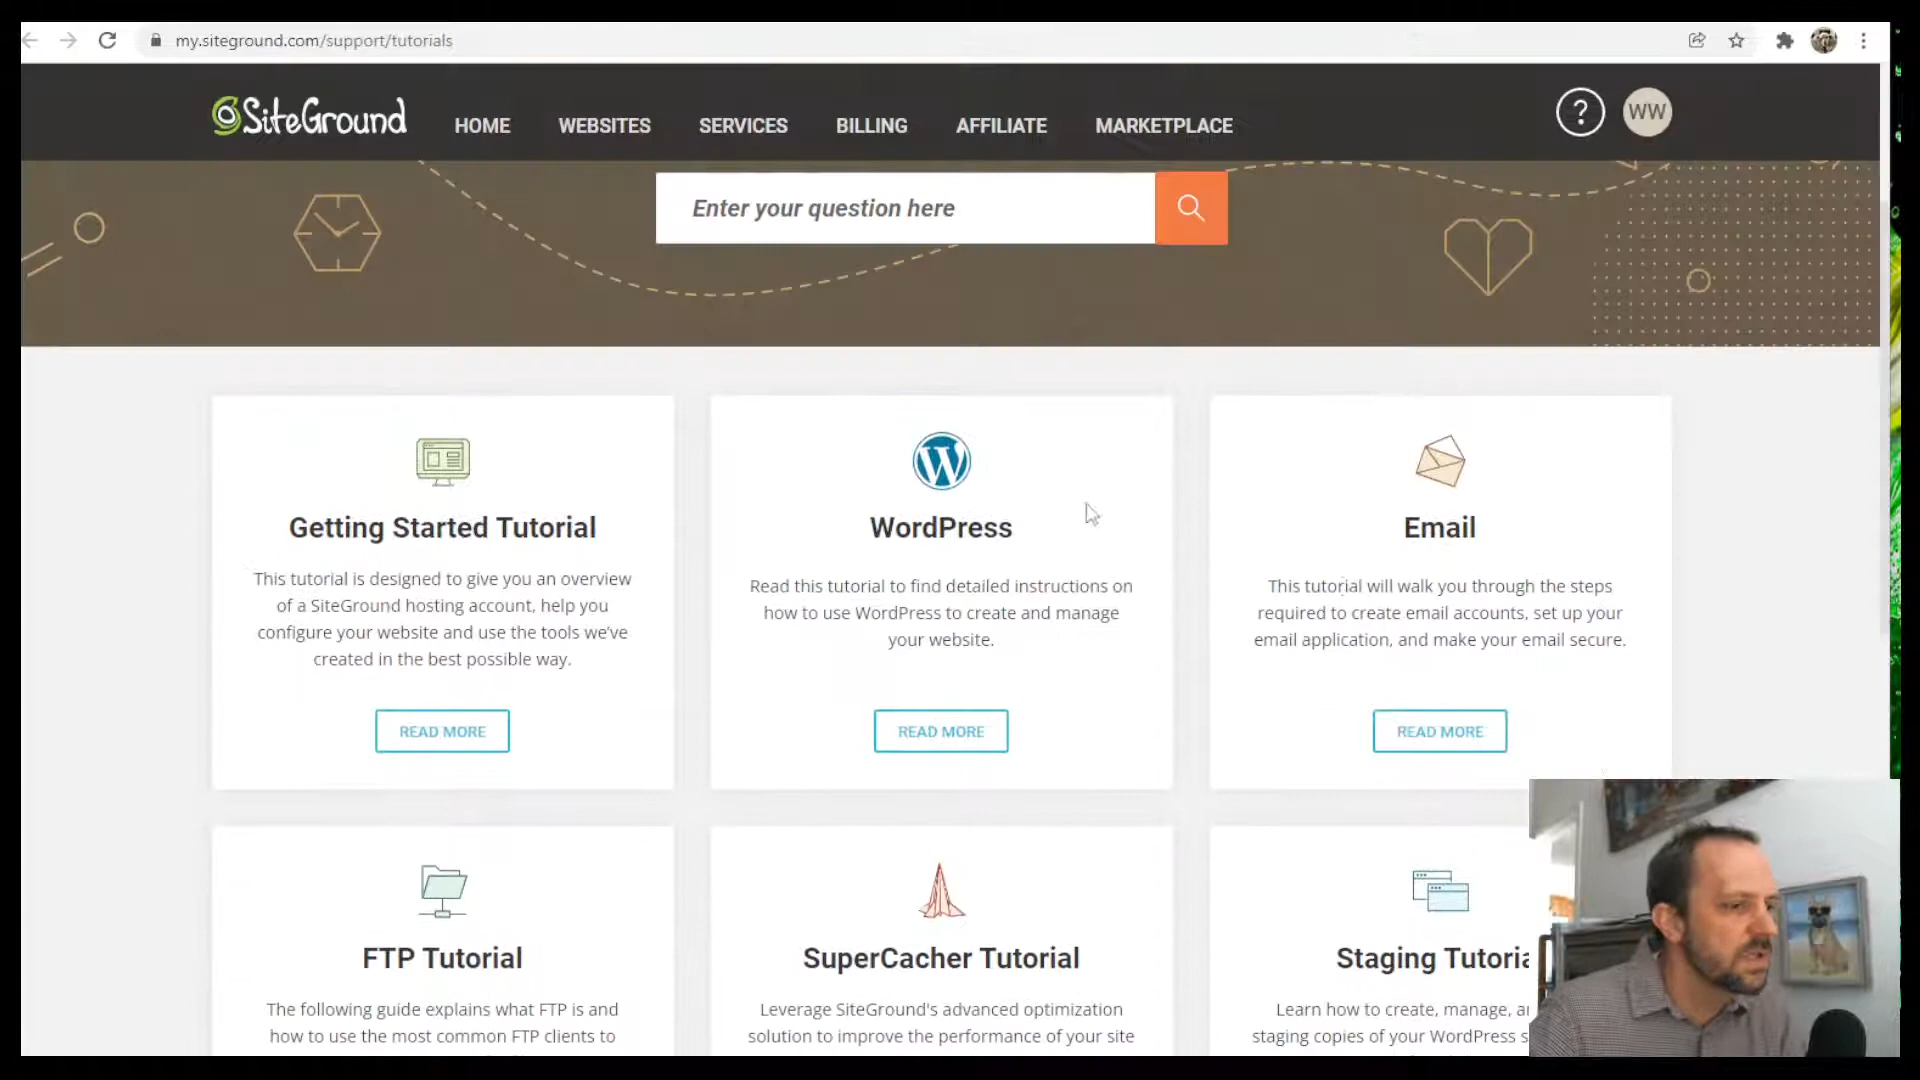 my.siteground.com/support/tutorials
SiteGround HOME WEBSITES SERVICES BILLING AFFILIATE MARKETPLACE ? WW
Enter your question here
Getting Started Tutorial
This tutorial is designed to give you an overview
of a SiteGround hosting account, help you
configure your website and use the tools we've
created in the best possible way.
READ MORE
WordPress
Read this tutorial to find detailed instructions on
how to use WordPress to create and manage
your website.
READ MORE
Email
This tutorial will walk you through the steps
required to create email accounts, set up your
email application, and make your email secure.
READ MORE
FTP Tutorial
The following guide explains what FTP is and
how to use the most common FTP clients to
SuperCacher Tutorial
Leverage SiteGround's advanced optimization
solution to improve the performance of your site
Staging Tutoria
Learn how to create, manage,
staging copies of your WordPress